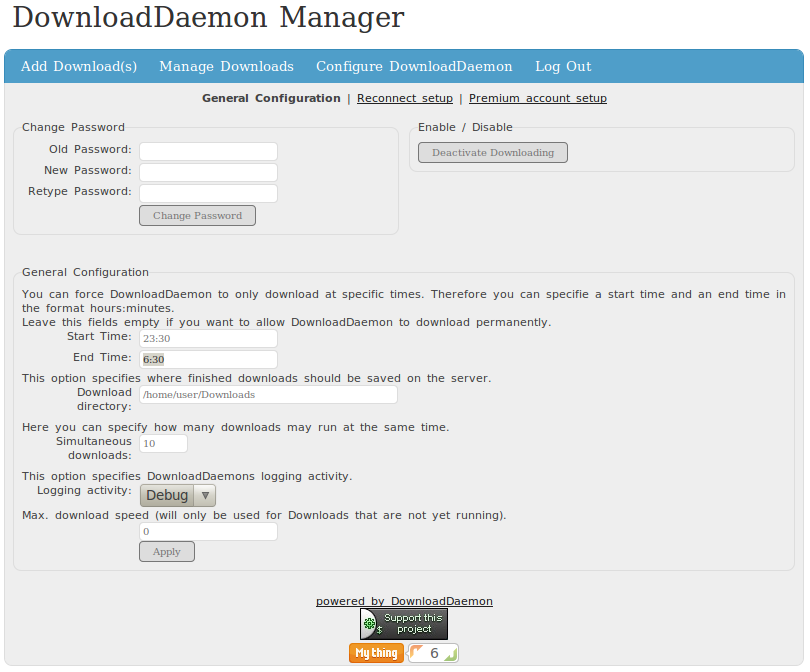 DownloadDaemon Manager
Add Download(s) Manage Downloads Configure DownloadDaemon Log Out
General Configuration | Reconnect setup | Premium account setup
Change Password
Old Password:
New Password:
Retype Password:
Change Password
Enable / Disable
Deactivate Downloading
General Configuration
You can force DownloadDaemon to only download at specific times. Therefore you can specifie a start time and an end time in
the format hours:minutes.
Leave this fields empty if you want to allow DownloadDaemon to download permanently.
Start Time: 23:30
End Time: 6:30
This option specifies where finished downloads should be saved on the server.
Download
directory: /home/user/Downloads
Here you can specify how many downloads may run at the same time.
Simultaneous
downloads: 10
This option specifies DownloadDaemons logging activity.
Logging activity: Debug
Max. download speed (will only be used for Downloads that are not yet running).
0
Apply
powered by DownloadDaemon
$ Support this
project
My thing 6